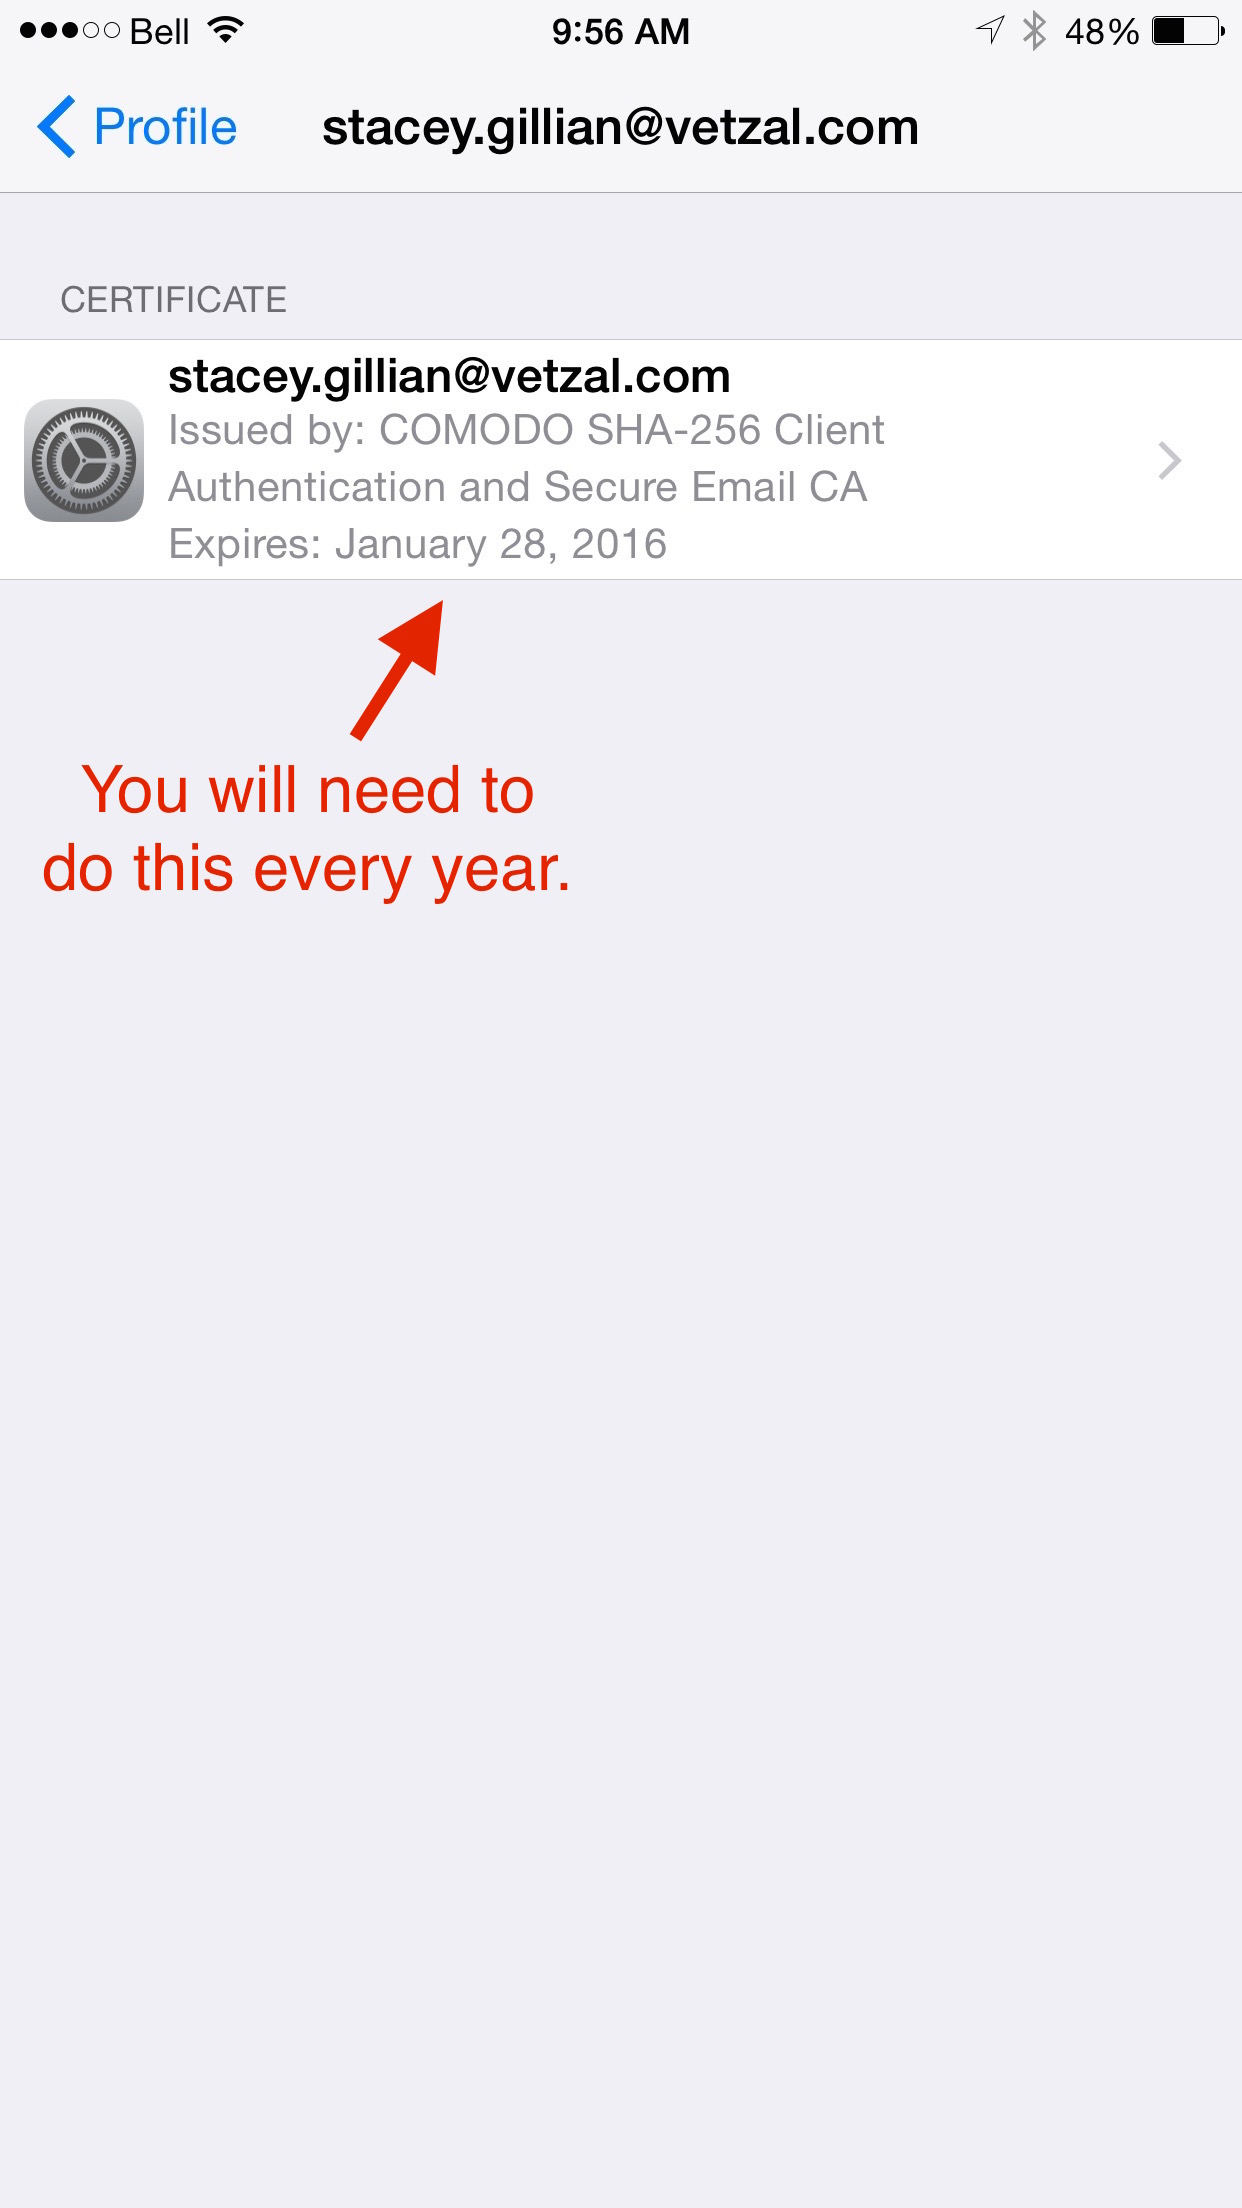 Bell 9:56 AM 48%
Profile stacey.gillian@vetzal.com
CERTIFICATE
stacey.gillian@vetzal.com
Issued by: COMODO SHA-256 Client
Authentication and Secure Email CA
Expires: January 28, 2016
You will need to
do this every year.